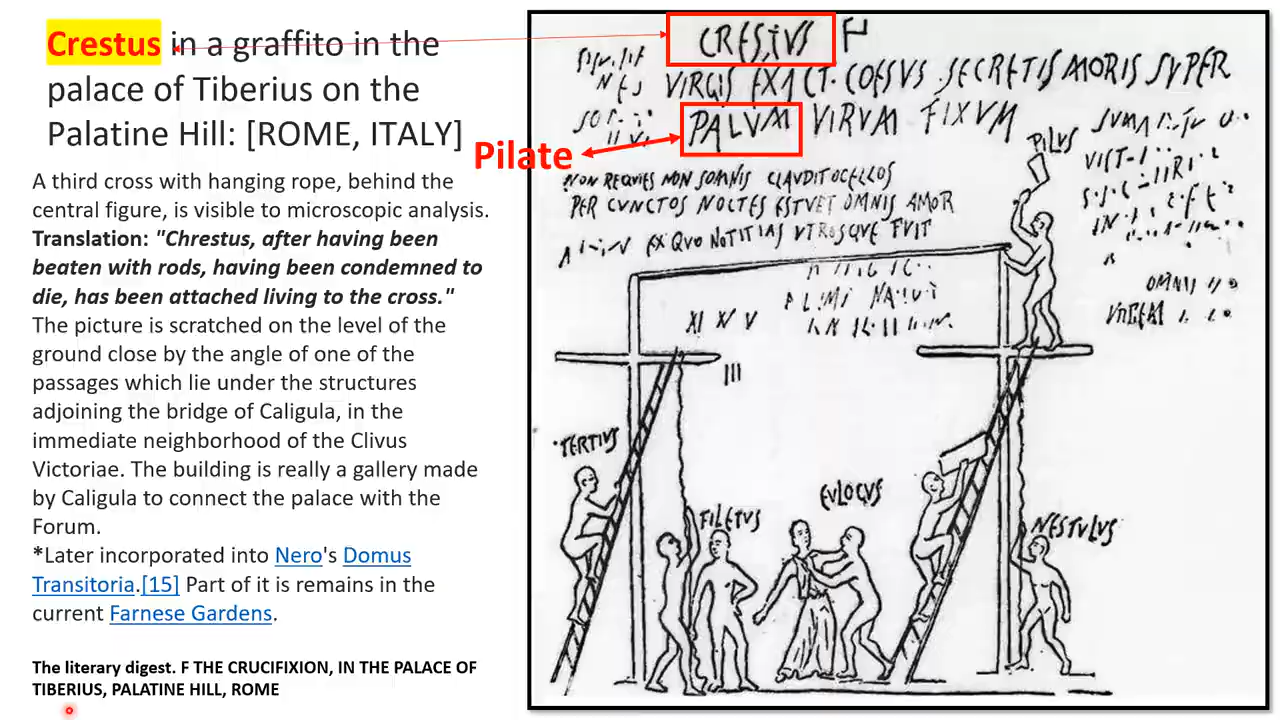 Crestus in a graffito in the
palace of Tiberius on the
Palatine Hill: [ROME, ITALY]
A third cross with hanging rope, behind the
central figure, is visible to microscopic analysis.
Translation: "Chrestus, after having been
beaten with rods, having been condemned to
die, has been attached living to the cross."
The picture is scratched on the level of the
ground close by the angle of one of the
passages which lie under the structures
adjoining the bridge of Caligula, in the
immediate neighborhood of the Clivus
Victoriae. The building is really a gallery made
by Caligula to connect the palace with the
Forum.
*Later incorporated into Nero's Domus
Transitoria.[15] Part of it is remains in the
current Farnese Gardens.
The literary digest. F THE CRUCIFIXION, IN THE PALACE OF
TIBERIUS, PALATINE HILL, ROME
Pilate
CRESTVS
VIRGIS EXACT. COESVS SECRETIS MORIS SVPER
PALVM VIRVM FIXVM
PILVS
NON REQVIES NON SOMNIS CLAVDIT OCELLOS
PER CVNCTOS NOLTES ESTVET OMNIS AMOR
EX QVO NOTITIAS VTROSQVE FVIT
XI XV V
III
TERTIVS
FILETVS
EVLOGVS
NESTVLVS